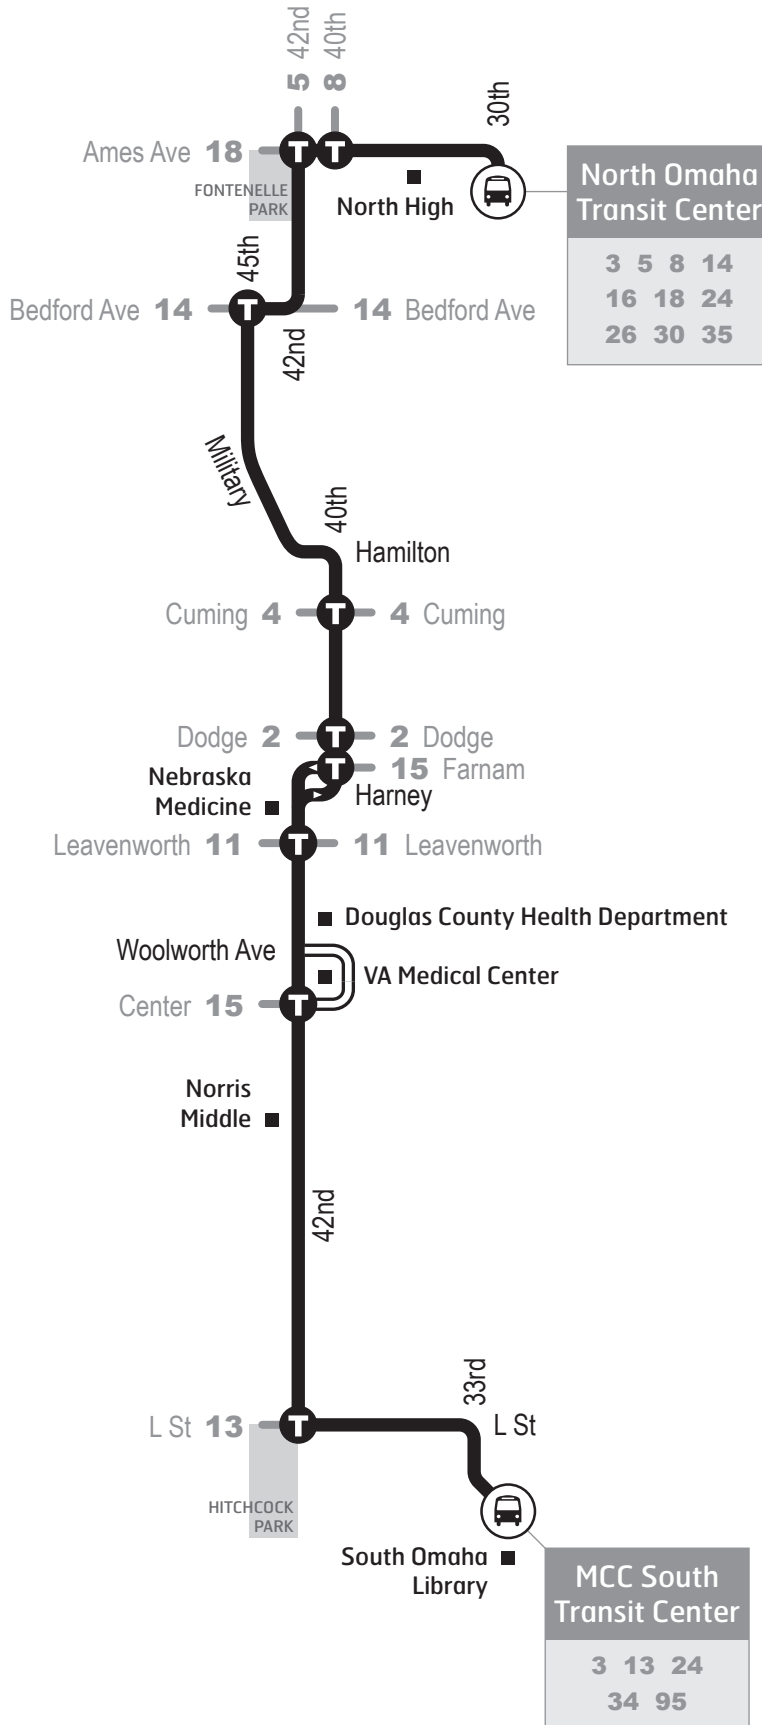 5 42nd
8 40th
30th
Ames Ave 18
T T
FONTENELLE
PARK
North High
North Omaha
Transit Center
3 5 8 14
16 18 24
26 30 35
45th
Bedford Ave 14
T
14 Bedford Ave
42nd
Military
40th
Hamilton
Cuming 4
T
4 Cuming
Dodge 2
T
2 Dodge
T
15 Farnam
Nebraska
Medicine
Harney
Leavenworth 11
T
11 Leavenworth
Douglas County Health Department
Woolworth Ave
VA Medical Center
Center 15
T
Norris
Middle
42nd
33rd
L St 13
T
L St
HITCHCOCK
PARK
South Omaha
Library
MCC South
Transit Center
3 13 24
34 95